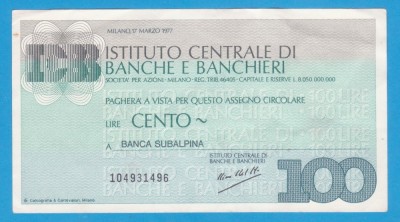 MILANO, 17 MARZO 1977
ICB ISTITUTO CENTRALE DI
BANCHE E BANCHIERI
SOCIETA' PER AZIONI - MILANO - REG. TRIB. 46405 - CAPITALE E RISERVE L. 9.050.000.000
PAGHERÀ A VISTA PER QUESTO ASSEGNO CIRCOLARE
LIRE CENTO~
A BANCA SUBALPINA
ISTITUTO CENTRALE DI
BANCHE E BANCHIERI
104931496
100